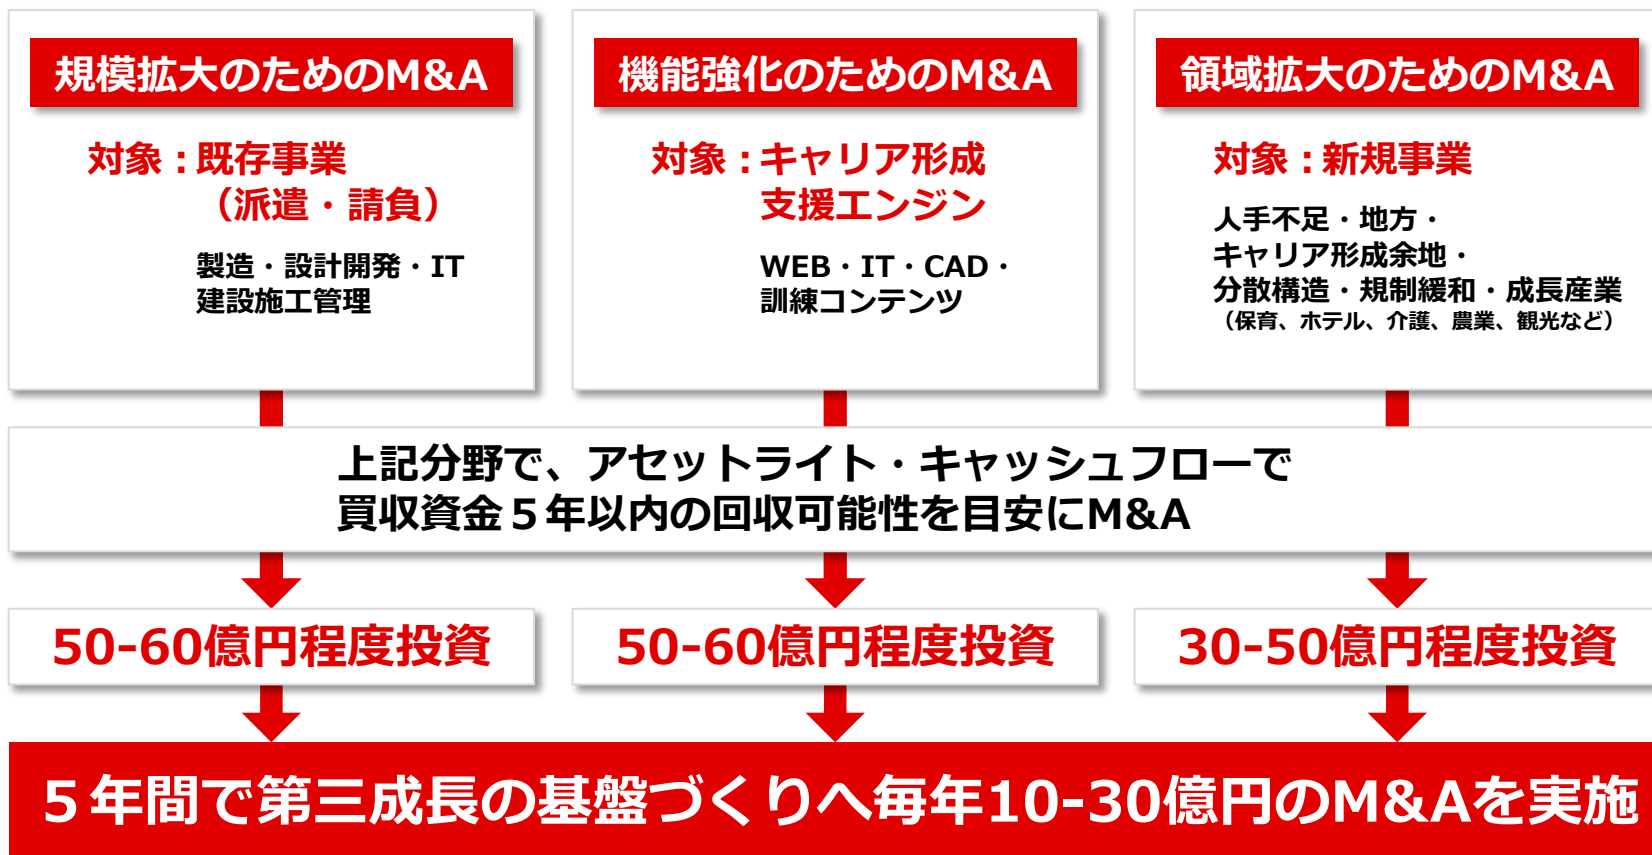 規模拡大のためのM&A
対象：既存事業
（派遣・請負）
製造・設計開発・IT
建設施工管理
機能強化のためのM&A
対象：キャリア形成
支援エンジン
WEB・IT・CAD・
訓練コンテンツ
領域拡大のためのM&A
対象：新規事業
人手不足・地方・
キャリア形成余地・
分散構造・規制緩和・成長産業
（保育、ホテル、介護、農業、観光など）
上記分野で、アセットライト・キャッシュフローで
買収資金５年以内の回収可能性を目安にM&A
50-60億円程度投資
50-60億円程度投資
30-50億円程度投資
５年間で第三成長の基盤づくりへ毎年10-30億円のM&Aを実施